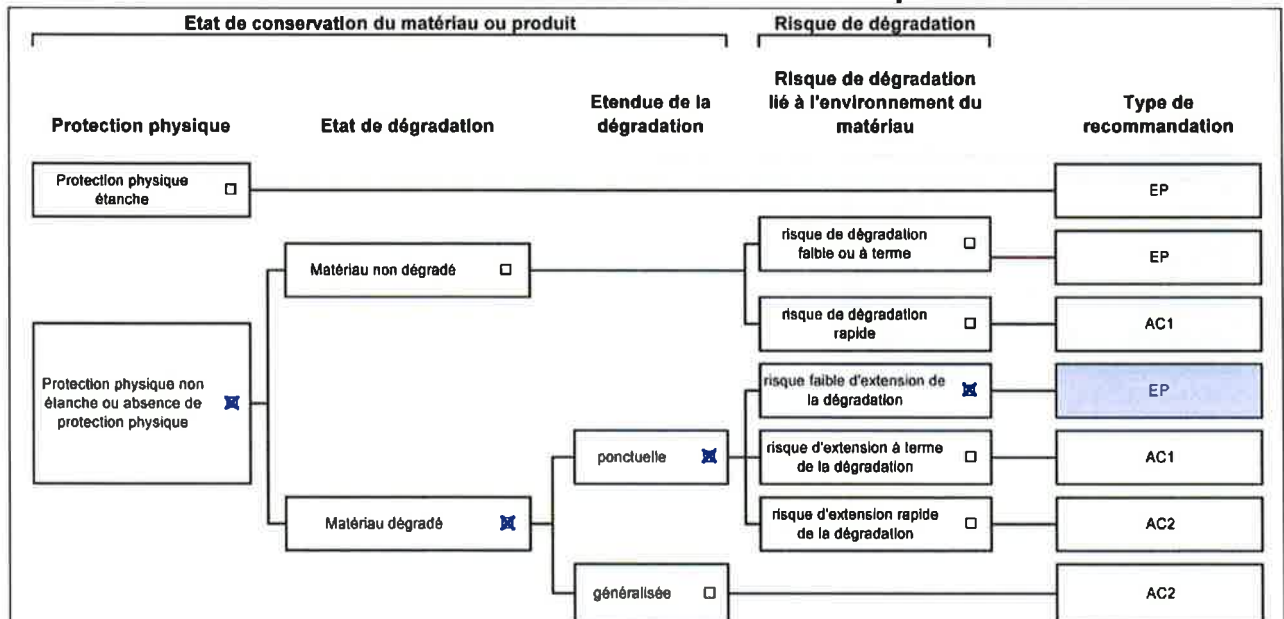 Etat de conservation du matériau ou produit
Risque de dégradation
Protection physique
Etat de dégradation
Etendue de la
dégradation
Risque de dégradation
lié à l'environnement du
matériau
Type de
recommandation
Protection physique
étanche
EP
Matériau non dégradé
risque de dégradation
faible ou à terme
EP
risque de dégradation
rapide
AC1
Protection physique non
étanche ou absence de
protection physique
risque faible d'extension de
la dégradation
EP
ponctuelle
risque d'extension à terme
de la dégradation
AC1
Matériau dégradé
risque d'extension rapide
de la dégradation
AC2
généralisée
AC2